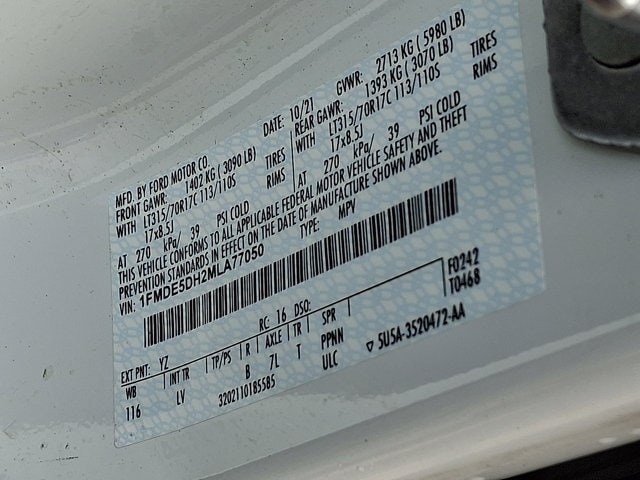 MFD. BY FORD MOTOR CO.
DATE: 10/21
GVWR: 2713 KG ( 5980 LB)
FRONT GAWR: 1402 KG ( 3090 LB)
REAR GAWR: 1393 KG ( 3070 LB)
WITH LT315/70R17C 113/110S TIRES
WITH LT315/70R17C 113/110S TIRES
17x8.5J RIMS
17x8.5J RIMS
AT 270 kPa/ 39 PSI COLD
AT 270 kPa/ 39 PSI COLD
THIS VEHICLE CONFORMS TO ALL APPLICABLE FEDERAL MOTOR VEHICLE SAFETY AND THEFT
PREVENTION STANDARDS IN EFFECT ON THE DATE OF MANUFACTURE SHOWN ABOVE.
VIN: 1FMDE5DH2MLA77050
TYPE: MPV
F0242
T0468
EXT PNT: YZ RC: 16 DSO:
WB INT TR TP/PS R AXLE TR SPR
116 LV B 7L T PPNN
ULC
3202110185585
▽ 5U5A-3520472-AA